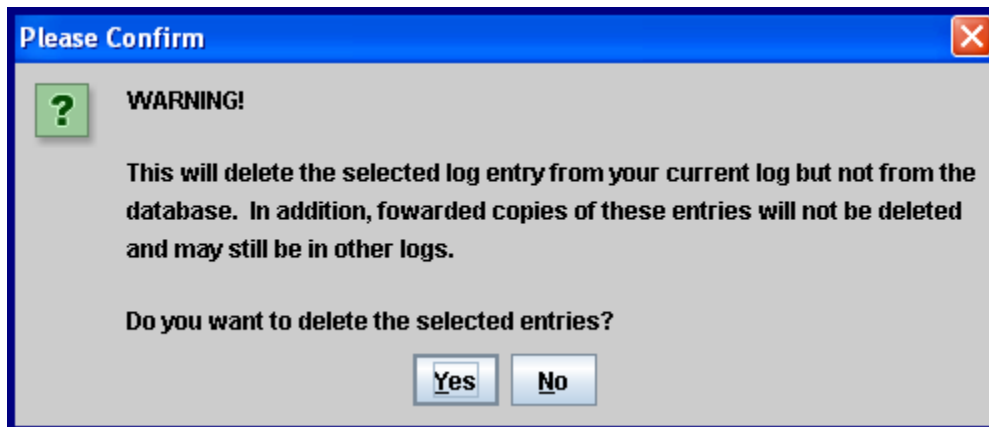 Please Confirm
?
WARNING!
This will delete the selected log entry from your current log but not from the
database. In addition, fowarded copies of these entries will not be deleted
and may still be in other logs.
Do you want to delete the selected entries?
Yes No